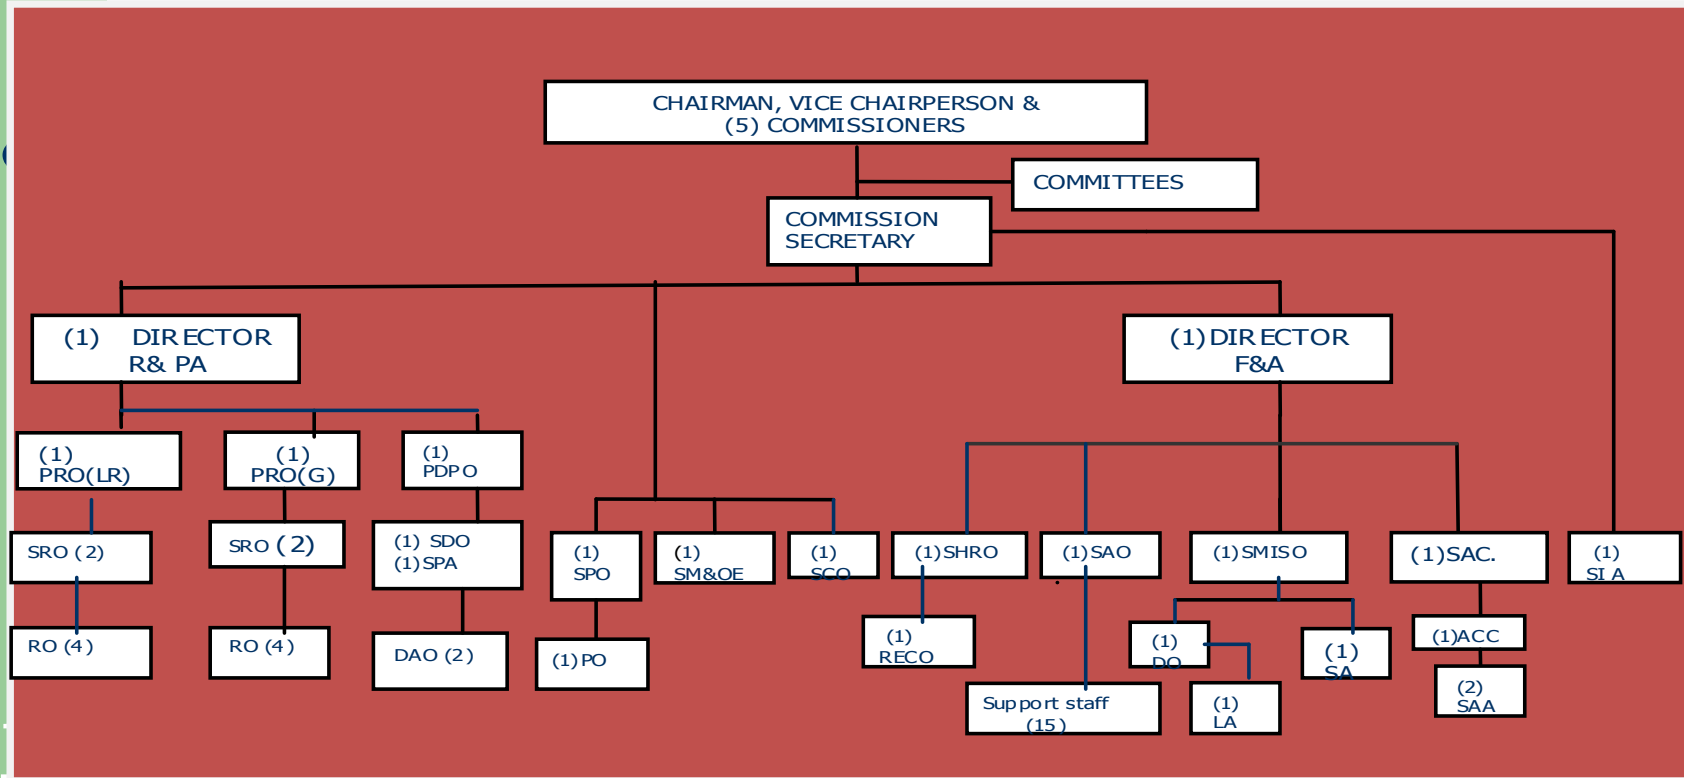 CHAIRMAN, VICE CHAIRPERSON &
(5) COMMISSIONERS
COMMITTEES
COMMISSION
SECRETARY
(1) DIRECTOR
R& PA
(1) DIRECTOR
F&A
(1)
PRO(LR)
(1)
PRO(G)
(1)
PDPO
SRO (2)
SRO (2)
(1) SDO
(1) SPA
(1)
SPO
(1)
SM&OE
(1)
SCO
(1) SHRO
(1) SAO
(1) SMISO
(1) SAC.
(1)
SIA
RO (4)
RO (4)
DAO (2)
(1) PO
(1)
RECO
(1)
DO
(1)
SA
(1)ACC
Support staff
(15)
(1)
LA
(2)
SAA